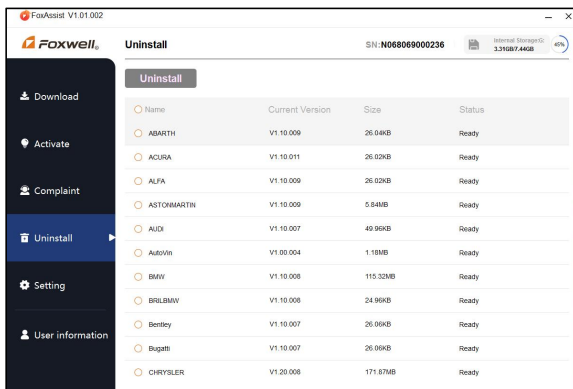 FoxAssist V1.01.002
Foxwell®
Uninstall
SN:N068069000236
Internal Storage:G:
3.31GB/7.44GB
45%
Download
Activate
Complaint
Uninstall
Setting
User information
Uninstall
Name Current Version Size Status
ABARTH V1.10.009 26.04KB Ready
ACURA V1.10.011 26.02KB Ready
ALFA V1.10.009 26.02KB Ready
ASTONMARTIN V1.10.009 5.84MB Ready
AUDI V1.10.007 49.96KB Ready
AutoVin V1.00.004 1.18MB Ready
BMW V1.10.008 115.32MB Ready
BRILBMW V1.10.008 24.96KB Ready
Bentley V1.10.007 26.06KB Ready
Bugatti V1.10.007 26.06KB Ready
CHRYSLER V1.20.008 171.87MB Ready